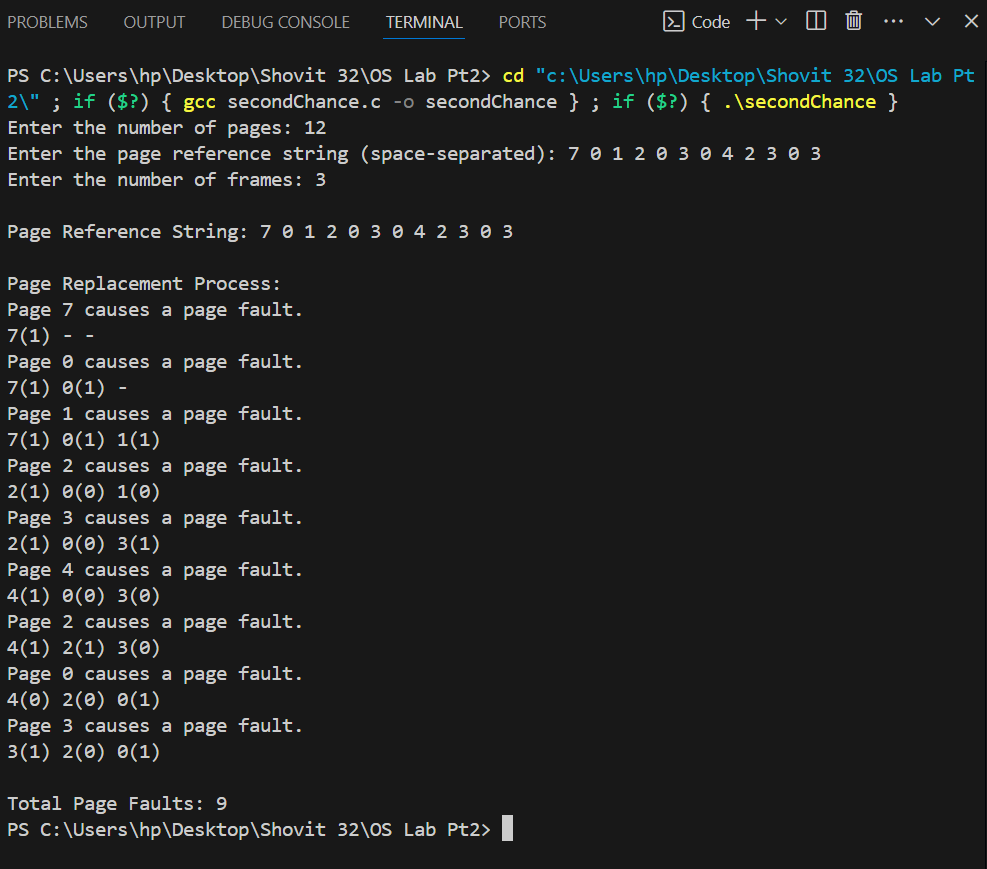 PROBLEMS OUTPUT DEBUG CONSOLE TERMINAL PORTS Code
PS C:\Users\hp\Desktop\Shovit 32\OS Lab Pt2> cd "c:\Users\hp\Desktop\Shovit 32\OS Lab Pt
2\" ; if ($?) { gcc secondChance.c -o secondChance } ; if ($?) { .\secondChance }
Enter the number of pages: 12
Enter the page reference string (space-separated): 7 0 1 2 0 3 0 4 2 3 0 3
Enter the number of frames: 3
Page Reference String: 7 0 1 2 0 3 0 4 2 3 0 3
Page Replacement Process:
Page 7 causes a page fault.
7(1) - -
Page 0 causes a page fault.
7(1) 0(1) -
Page 1 causes a page fault.
7(1) 0(1) 1(1)
Page 2 causes a page fault.
2(1) 0(0) 1(0)
Page 3 causes a page fault.
2(1) 0(0) 3(1)
Page 4 causes a page fault.
4(1) 0(0) 3(0)
Page 2 causes a page fault.
4(1) 2(1) 3(0)
Page 0 causes a page fault.
4(0) 2(0) 0(1)
Page 3 causes a page fault.
3(1) 2(0) 0(1)
Total Page Faults: 9
PS C:\Users\hp\Desktop\Shovit 32\OS Lab Pt2>